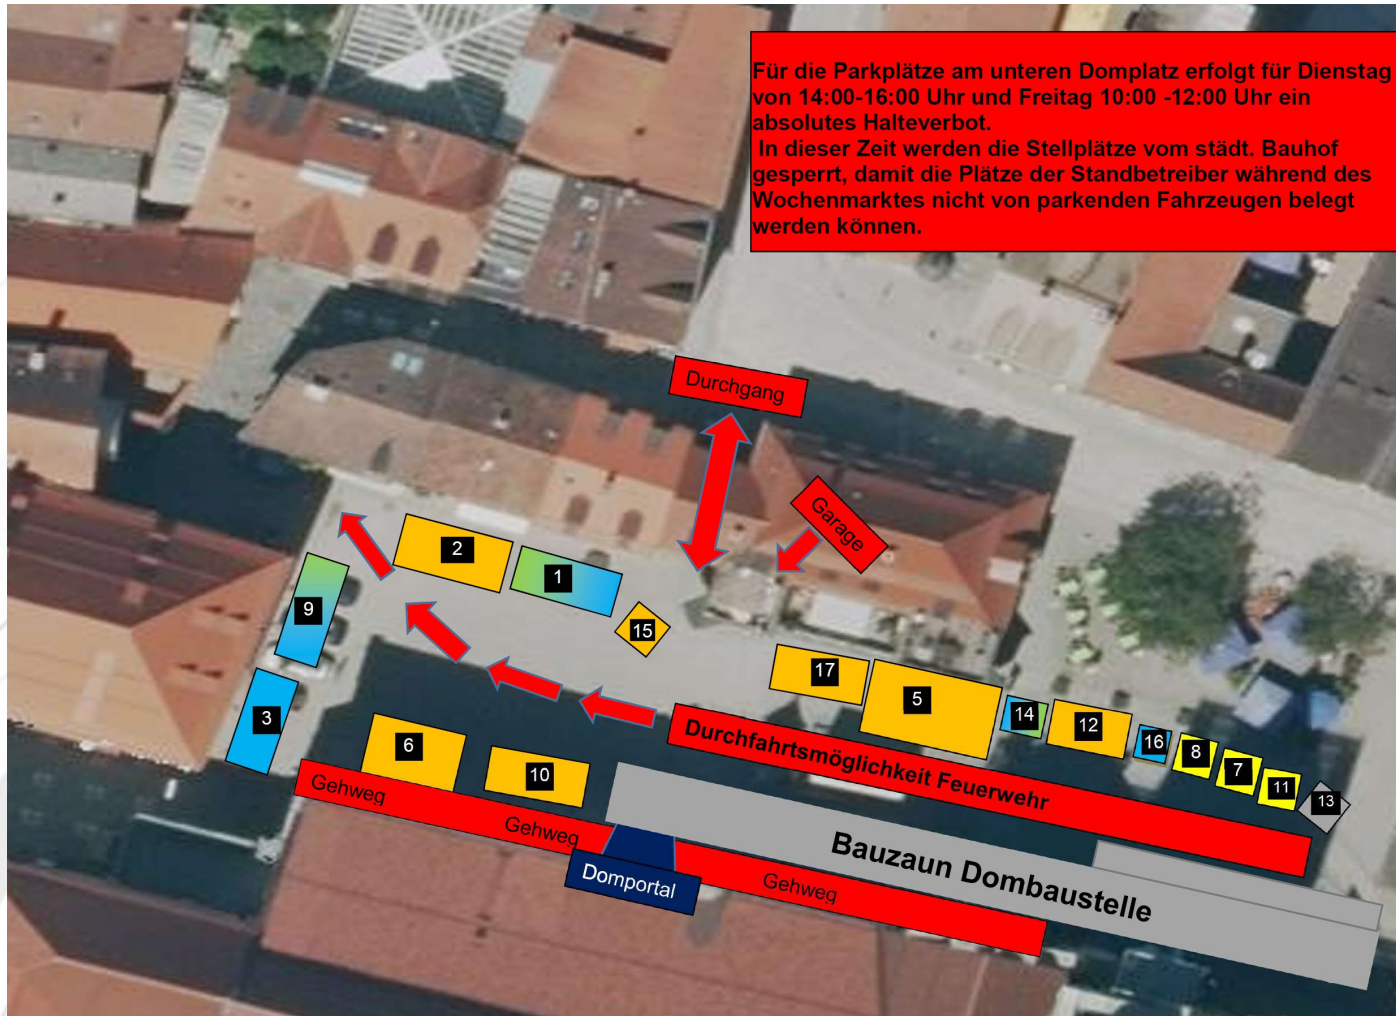 Für die Parkplätze am unteren Domplatz erfolgt für Dienstag
von 14:00-16:00 Uhr und Freitag 10:00 -12:00 Uhr ein
absolutes Halteverbot.
In dieser Zeit werden die Stellplätze vom städt. Bauhof
gesperrt, damit die Plätze der Standbetreiber während des
Wochenmarktes nicht von parkenden Fahrzeugen belegt
werden können.
Durchgang
Garage
2
1
9
15
3
17
5
14
12
16
8
7
11
13
6
10
Durchfahrtsmöglichkeit Feuerwehr
Gehweg
Gehweg
Bauzaun Dombaustelle
Domportal
Gehweg